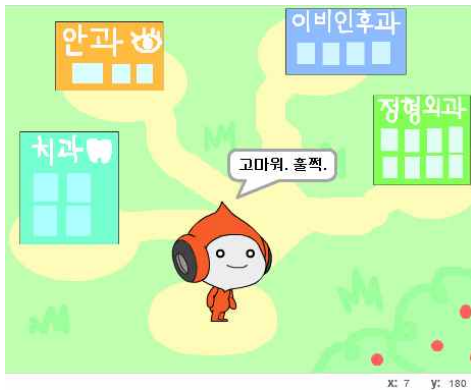 안과
이비인후과
정형외과
치과
고마워. 훌쩍.
x: 7 y: 180